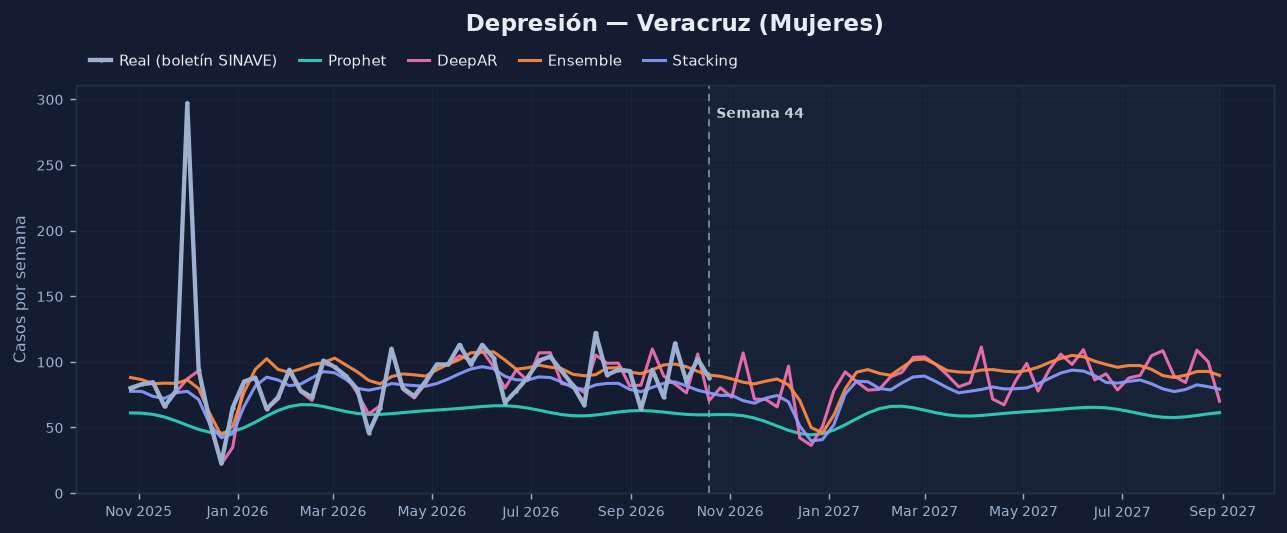 Depresión — Veracruz (Mujeres)
Real (boletín SINAVE) Prophet DeepAR Ensemble Stacking
Semana 44
Casos por semana
300
250
200
150
100
50
0
Nov 2025 Jan 2026 Mar 2026 May 2026 Jul 2026 Sep 2026 Nov 2026 Jan 2027 Mar 2027 May 2027 Jul 2027 Sep 2027